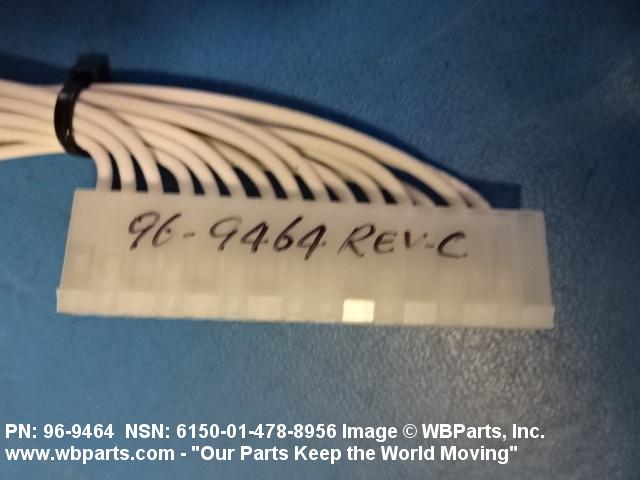 96-9464 REV-C
PN: 96-9464 NSN: 6150-01-478-8956 Image © WBParts, Inc.
www.wbparts.com - "Our Parts Keep the World Moving"